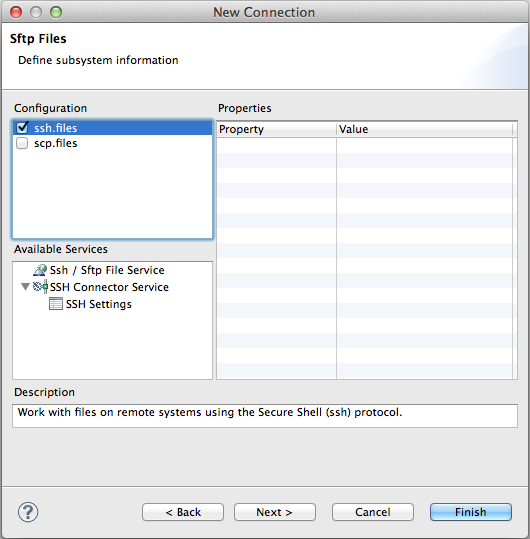 New Connection
Sftp Files
Define subsystem information
Configuration
ssh.files
scp.files
Properties
Property Value
Available Services
Ssh / Sftp File Service
SSH Connector Service
SSH Settings
Description
Work with files on remote systems using the Secure Shell (ssh) protocol.
? < Back Next > Cancel Finish